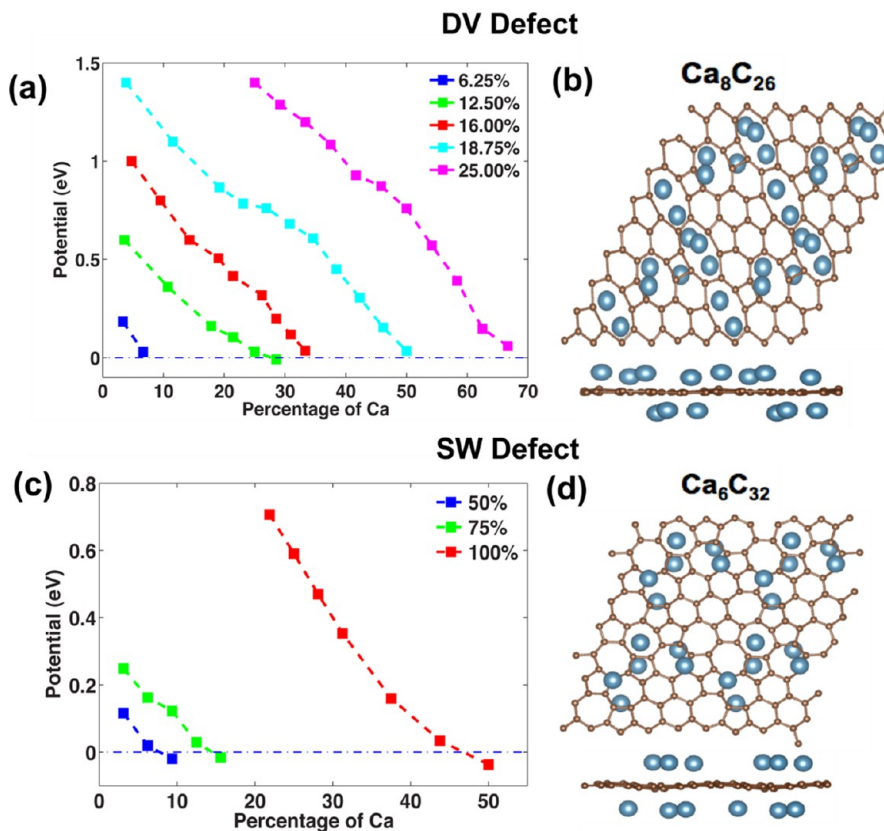 DV Defect
(a)
1.5
1
0.5
0
Potential (eV)
0 10 20 30 40 50 60 70
Percentage of Ca
6.25%
12.50%
16.00%
18.75%
25.00%
(b)
Ca₈C₂₆
SW Defect
(c)
0.8
0.6
0.4
0.2
0
Potential (eV)
0 10 20 30 40 50
Percentage of Ca
50%
75%
100%
(d)
Ca₆C₃₂